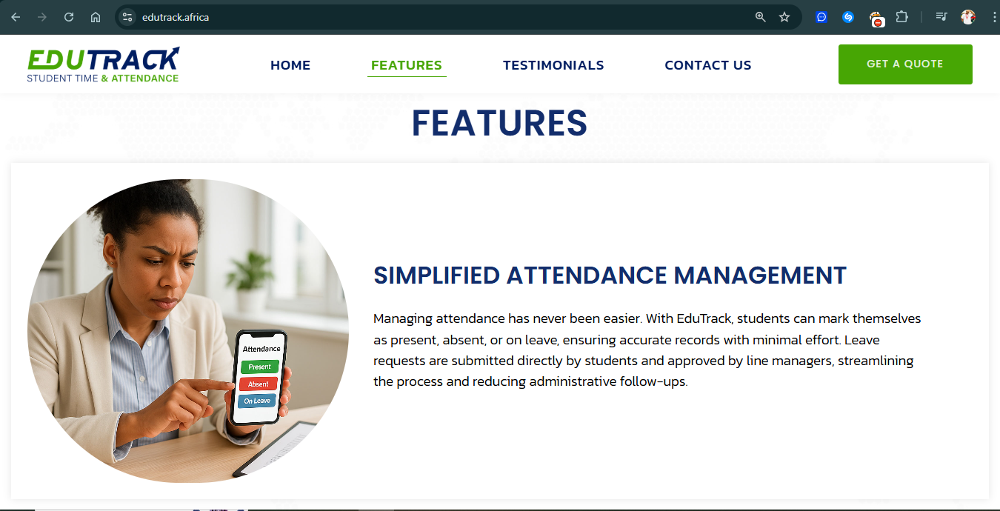 edutrack.africa
EDUTRACK
STUDENT TIME & ATTENDANCE
HOME
FEATURES
TESTIMONIALS
CONTACT US
GET A QUOTE
FEATURES
Attendance
Present
Absent
On Leave
SIMPLIFIED ATTENDANCE MANAGEMENT
Managing attendance has never been easier. With EduTrack, students can mark themselves
as present, absent, or on leave, ensuring accurate records with minimal effort. Leave
requests are submitted directly by students and approved by line managers, streamlining
the process and reducing administrative follow-ups.